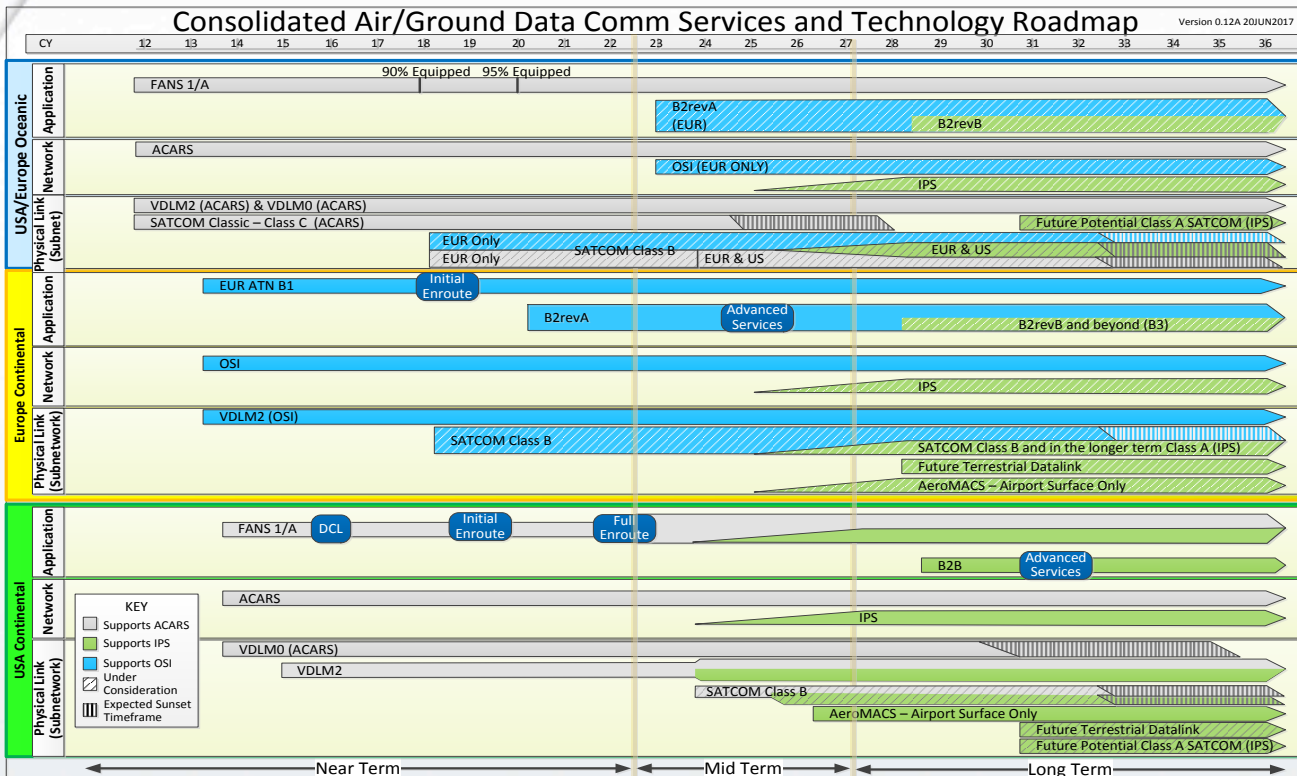 Consolidated Air/Ground Data Comm Services and Technology Roadmap
Version 0.12A 20JUN2017
CY 12 13 14 15 16 17 18 19 20 21 22 23 24 25 26 27 28 29 30 31 32 33 34 35 36
USA/Europe Oceanic
Application
90% Equipped 95% Equipped
FANS 1/A
B2revA
(EUR)
B2revB
Network
ACARS
OSI (EUR ONLY)
IPS
Physical Link
(Subnet)
VDLM2 (ACARS) & VDLM0 (ACARS)
SATCOM Classic – Class C (ACARS)
Future Potential Class A SATCOM (IPS)
EUR Only
SATCOM Class B
EUR & US
EUR Only
EUR & US
Europe Continental
Application
EUR ATN B1
Initial
Enroute
B2revA
Advanced
Services
B2revB and beyond (B3)
Network
OSI
IPS
Physical Link
(Subnetwork)
VDLM2 (OSI)
SATCOM Class B
SATCOM Class B and in the longer term Class A (IPS)
Future Terrestrial Datalink
AeroMACS – Airport Surface Only
USA Continental
Application
FANS 1/A
DCL
Initial
Enroute
Full
Enroute
B2B
Advanced
Services
Network
ACARS
IPS
Physical Link
(Subnetwork)
VDLM0 (ACARS)
VDLM2
SATCOM Class B
AeroMACS – Airport Surface Only
Future Terrestrial Datalink
Future Potential Class A SATCOM (IPS)
KEY
Supports ACARS
Supports IPS
Supports OSI
Under
Consideration
Expected Sunset
Timeframe
Near Term
Mid Term
Long Term